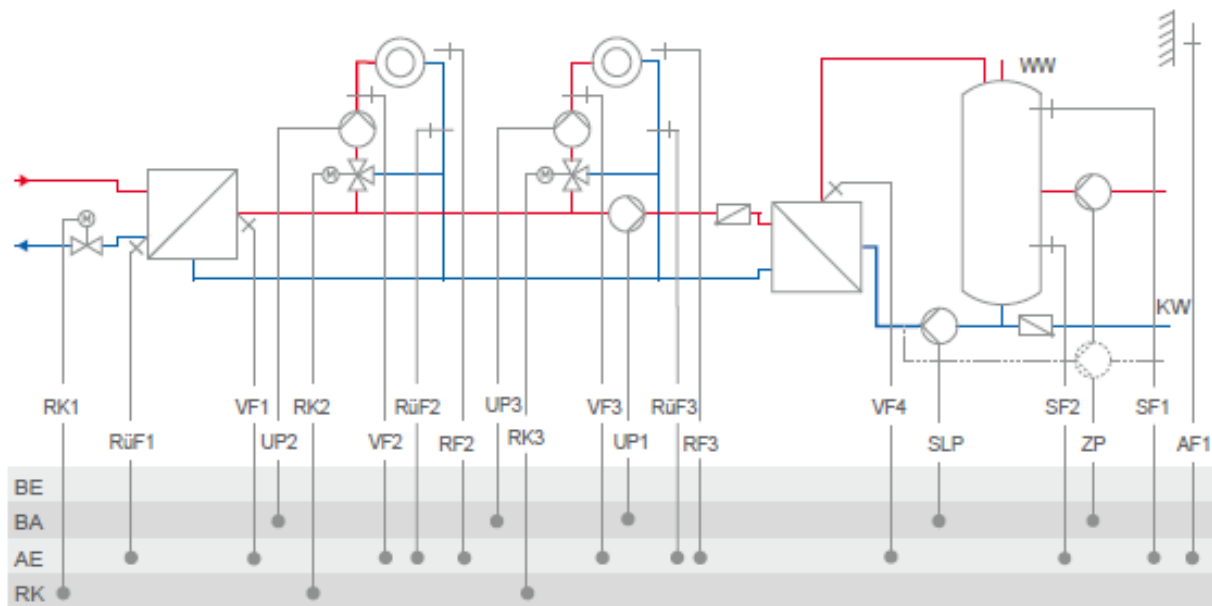 WW
M
M
M
KW
RK1
VF1
RK2
RüF2
UP3
VF3
RüF3
VF4
SF2
SF1
RüF1
UP2
VF2
RF2
RK3
UP1
RF3
SLP
ZP
AF1
BE
BA
AE
RK